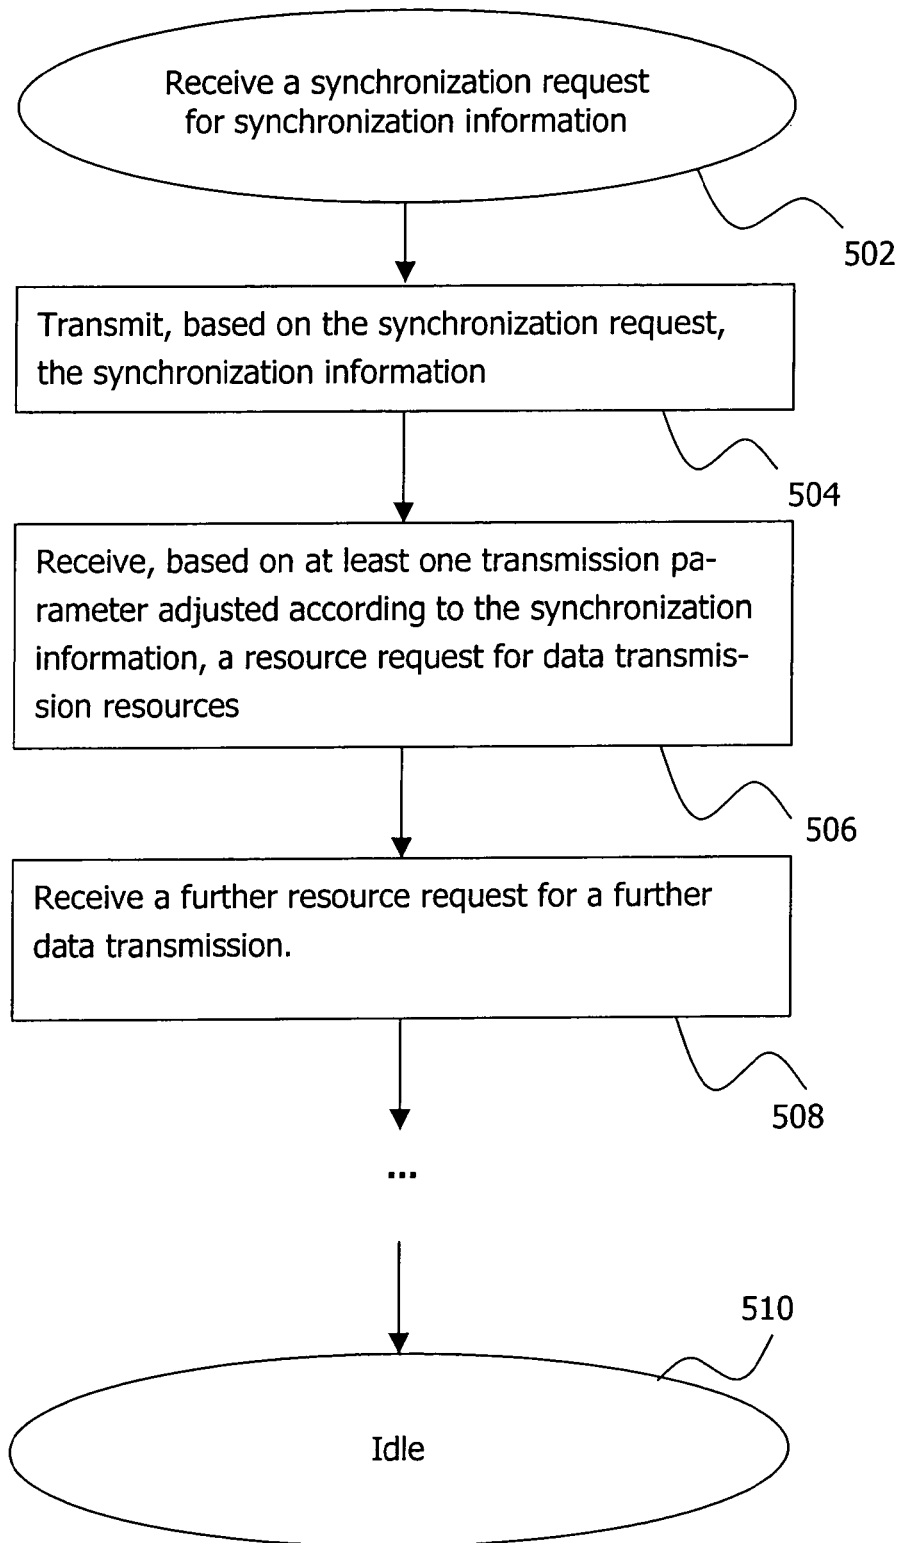 Receive a synchronization request
for synchronization information
502
Transmit, based on the synchronization request,
the synchronization information
504
Receive, based on at least one transmission pa-
rameter adjusted according to the synchronization
information, a resource request for data transmis-
sion resources
506
Receive a further resource request for a further
data transmission.
508
...
510
Idle